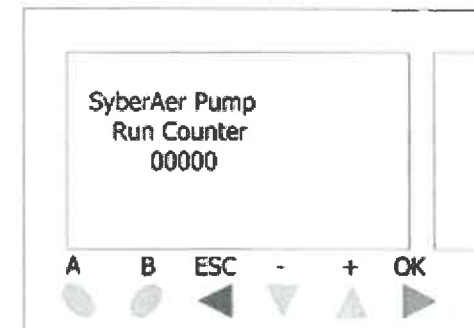 SyberAer Pump
Run Counter
00000
A B ESC - + OK